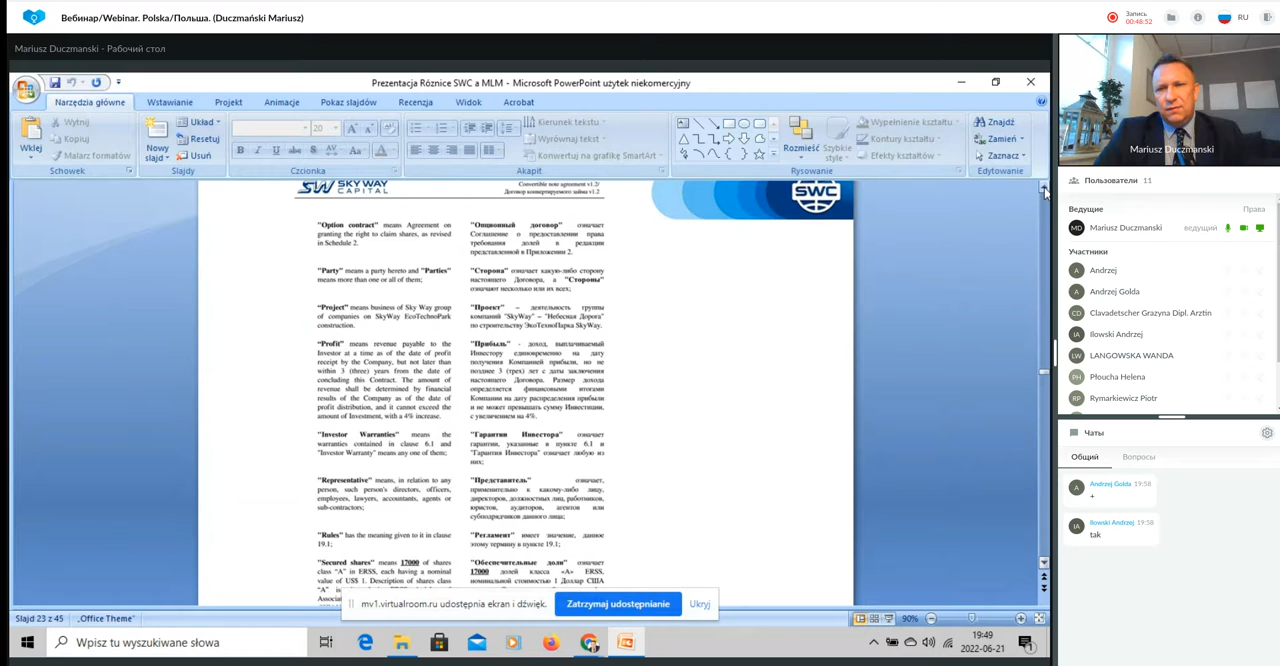 Вебинар/Webinar. Polska/Польша. (Duczmański Mariusz)
Запись
00:48:52
RU
Mariusz Duczmanski - Рабочий стол
Prezentacja Róznice SWC a MLM - Microsoft PowerPoint użytek niekomercyjny
Narzędzia główne
Wstawianie
Projekt
Animacje
Pokaz slajdów
Recenzja
Widok
Acrobat
Wklej
Wytnij
Kopiuj
Malarz formatów
Schowek
Nowy
slajd
Układ
Resetuj
Usuń
Slajdy
20
Czcionka
Kierunek tekstu
Wyrównaj tekst
Konwertuj na grafikę SmartArt
Akapit
Rozmieść
Szybkie
style
Wypełnienie kształtu
Kontury kształtu
Efekty kształtów
Rysowanie
Znajdź
Zamień
Zaznacz
Edytowanie
SKY WAY
CAPITAL
Convertible note agreement v1.2/
Договор конвертируемого займа v1.2
SWC
"Option contract" means Agreement on
granting the right to claim shares, as revised
in Schedule 2.
"Party" means a party hereto and "Parties"
means more than one or all of them;
"Project" means business of Sky Way group
of companies on SkyWay EcoTechnoPark
construction.
"Profit" means revenue payable to the
Investor at a time as of the date of profit
receipt by the Company, but not later than
within 3 (three) years from the date of
concluding this Contract. The amount of
revenue shall be determined by financial
results of the Company as of the date of
profit distribution, and it cannot exceed the
amount of Investment, with a 4% increase.
"Investor Warranties" means the
warranties contained in clause 6.1 and
"Investor Warranty" means any one of them;
"Representative" means, in relation to any
person, such person's directors, officers,
employees, lawyers, accountants, agents or
sub-contractors;
"Rules" has the meaning given to it in clause
19.1;
"Secured shares" means 17000 of shares
class "A" in ERSS, each having a nominal
value of US$ 1. Description of shares class
"Опционный договор" означает
Соглашение о предоставлении права
требования долей в редакции
представленной в Приложении 2.
"Сторона" означает какую-либо сторону
настоящего Договора, а "Стороны"
означают несколько или их всех;
"Проект" – деятельность группы
компаний "SkyWay" – "Небесная Дорога"
по строительству ЭкоТехноПарка SkyWay.
"Прибыль" - доход, выплачиваемый
Инвестору единовременно на дату
получения Компанией прибыли, но не
позднее 3 (трех) лет с даты заключения
настоящего Договора. Размер дохода
определяется финансовыми итогами
Компании на дату распределения прибыли
и не может превышать сумму Инвестиции,
с увеличением на 4%.
"Гарантии Инвестора" означает
гарантии, указанные в пункте 6.1 и
"Гарантия Инвестора" означает любую из
них;
"Представитель" означает,
применительно к какому-либо лицу,
директоров, должностных лиц, работников,
юристов, аудиторов, агентов или
субподрядчиков данного лица;
"Регламент" имеет значение, данное
этому термину в пункте 19.1;
"Обеспечительные доли" означает
17000 долей класса «А» ERSS,
номинальной стоимостью 1 Доллар США
mv1.virtualroom.ru udostępnia ekran i dźwięk.
Zatrzymaj udostępnianie
Ukryj
Slajd 23 z 45
„Office Theme"
90%
Wpisz tu wyszukiwane słowa
19:49
2022-06-21
Mariusz Duczmanski
Пользователи 11
Ведущие
Права
MD Mariusz Duczmanski ведущий
Участники
A Andrzej
A Andrzej Golda
CD Clavadetscher Grazyna Dipl. Arztin
IA Ilowski Andrzej
LW LANGOWSKA WANDA
PH Płoucha Helena
RP Rymarkiewicz Piotr
Чаты
Общий
Вопросы
A Andrzej Golda 19:58
+
IA Ilowski Andrzej 19:58
tak